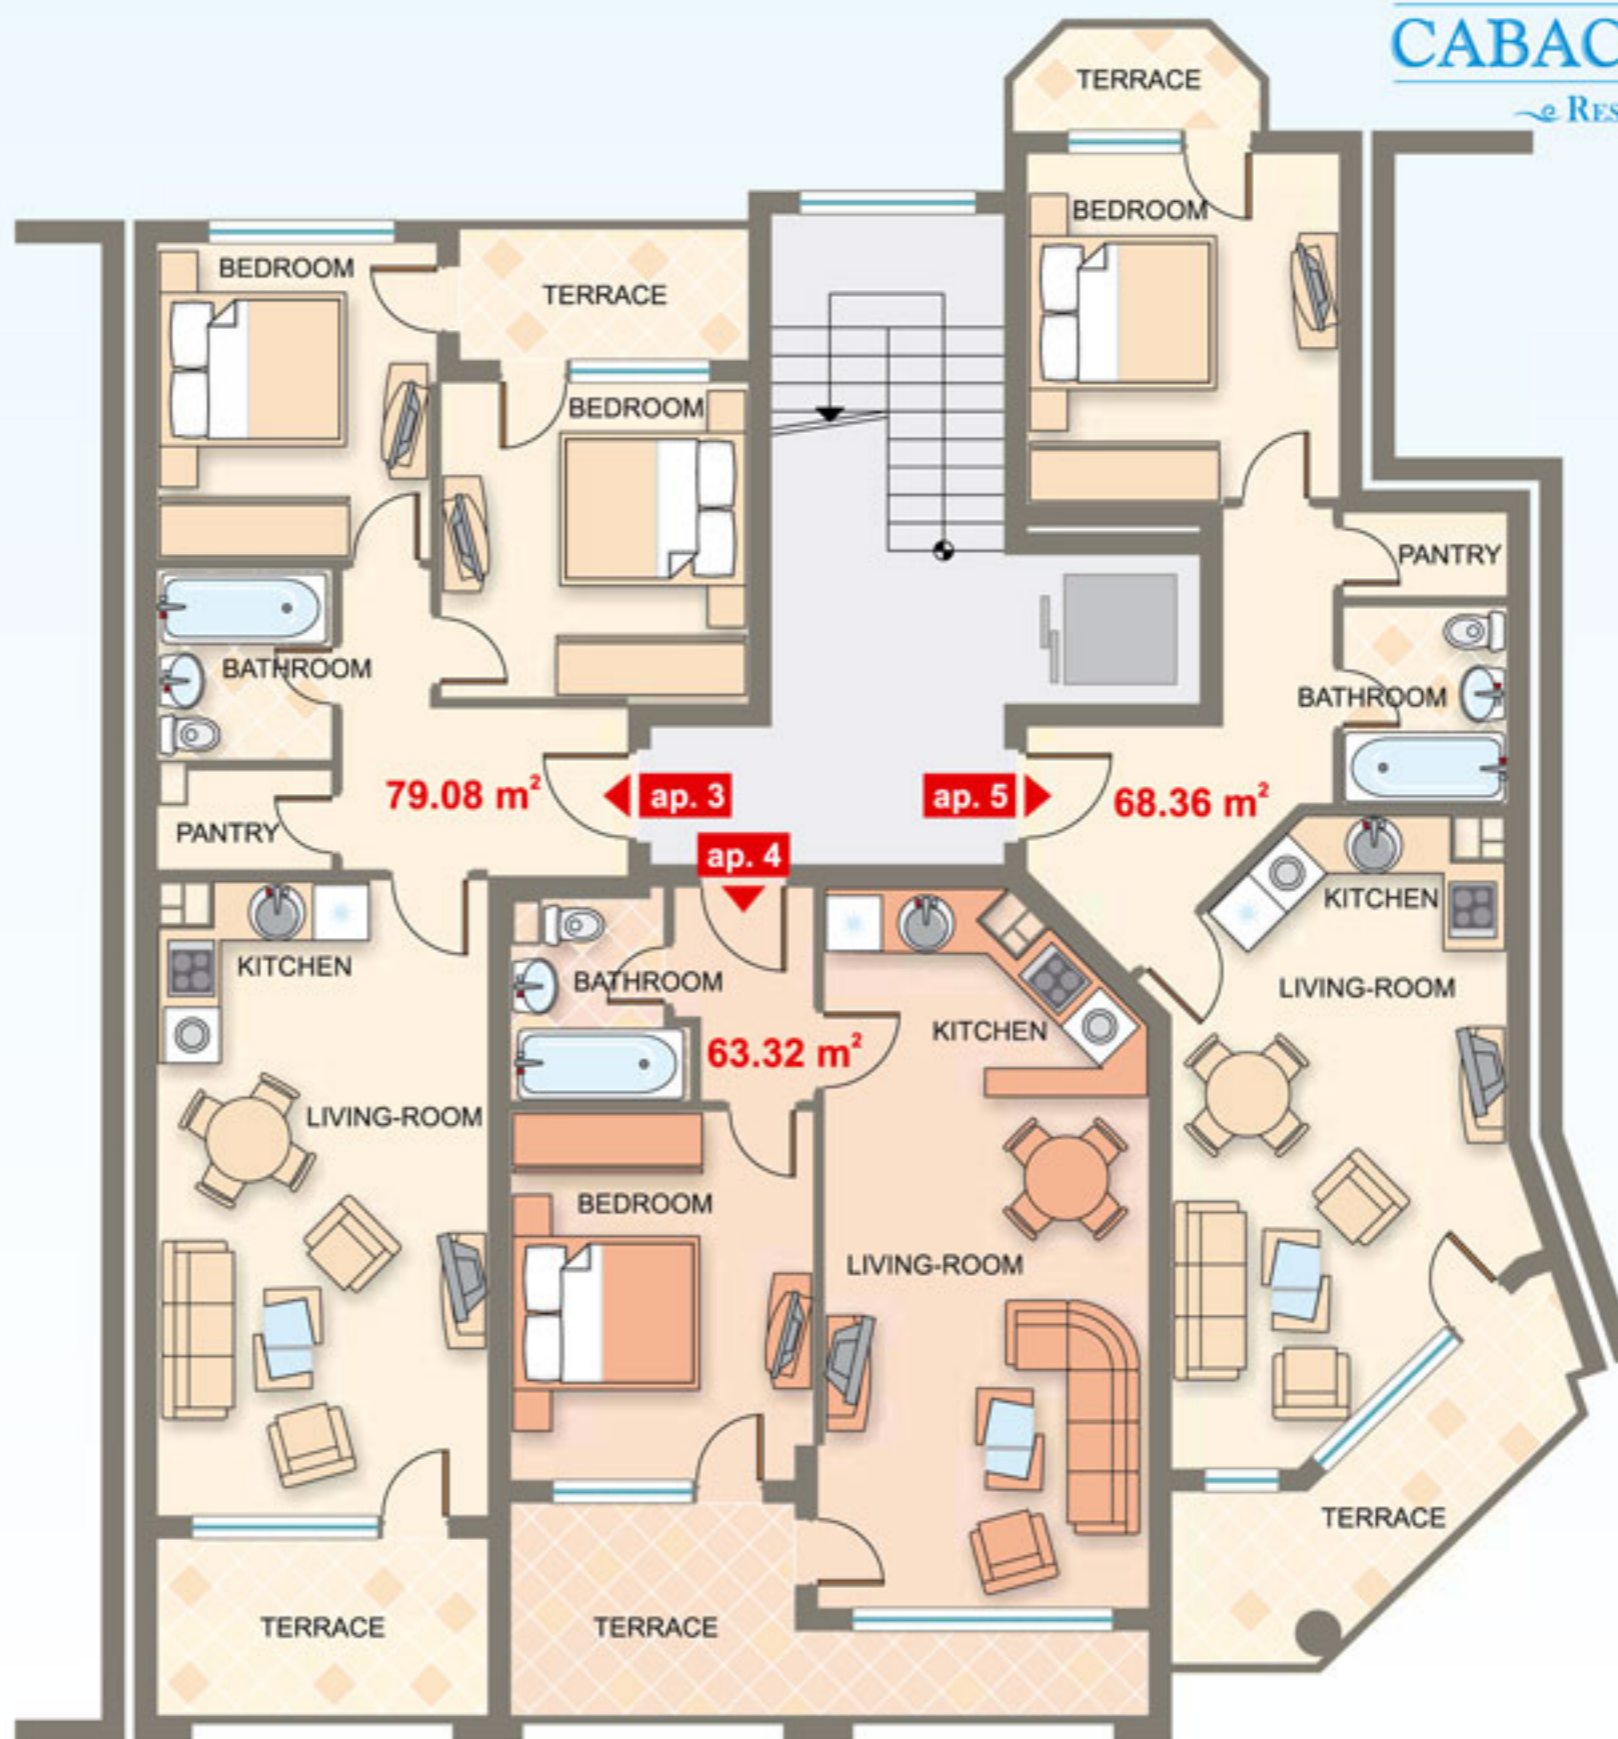 CABAC
RES
TERRACE
BEDROOM
BEDROOM
TERRACE
BEDROOM
PANTRY
BATHROOM
BATHROOM
79.08 m²
ap. 3
ap. 5
68.36 m²
PANTRY
ap. 4
KITCHEN
KITCHEN
BATHROOM
LIVING-ROOM
KITCHEN
63.32 m²
LIVING-ROOM
BEDROOM
LIVING-ROOM
TERRACE
TERRACE
TERRACE